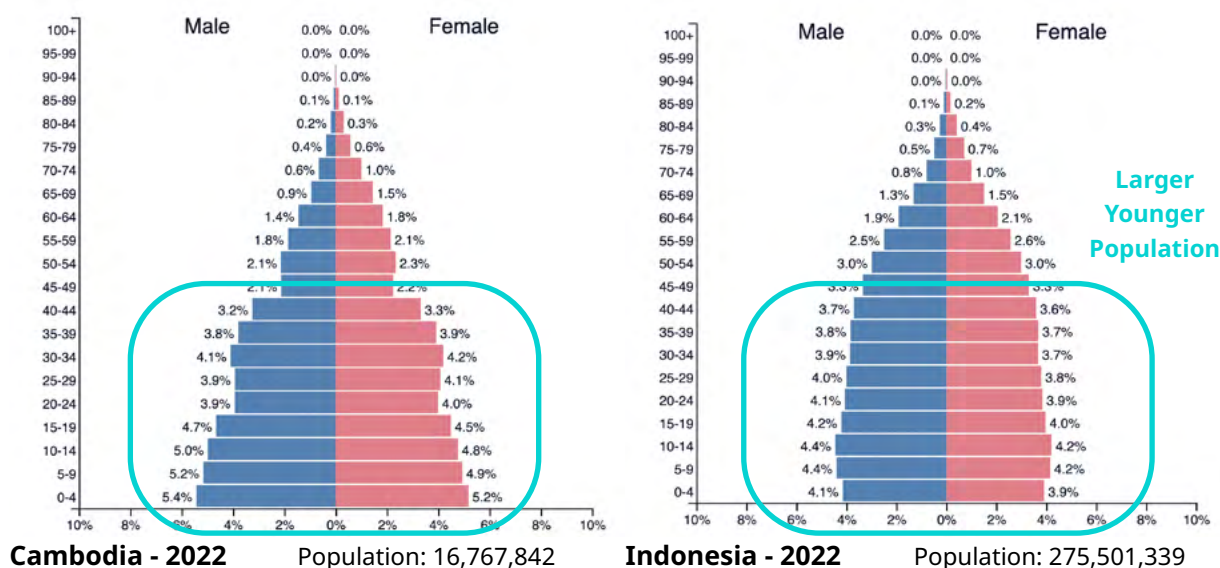 Male Female
100+ 0.0% 0.0%
95-99 0.0% 0.0%
90-94 0.0% 0.0%
85-89 0.1% 0.1%
80-84 0.2% 0.3%
75-79 0.4% 0.6%
70-74 0.6% 1.0%
65-69 0.9% 1.5%
60-64 1.4% 1.8%
55-59 1.8% 2.1%
50-54 2.1% 2.3%
45-49 2.1% 2.2%
40-44 3.2% 3.3%
35-39 3.8% 3.9%
30-34 4.1% 4.2%
25-29 3.9% 4.1%
20-24 3.9% 4.0%
15-19 4.7% 4.5%
10-14 5.0% 4.8%
5-9 5.2% 4.9%
0-4 5.4% 5.2%
10% 8% 6% 4% 2% 0% 2% 4% 6% 8% 10%
Cambodia - 2022 Population: 16,767,842
Male Female
100+ 0.0% 0.0%
95-99 0.0% 0.0%
90-94 0.0% 0.0%
85-89 0.1% 0.2%
80-84 0.3% 0.4%
75-79 0.5% 0.7%
70-74 0.8% 1.0%
65-69 1.3% 1.5%
60-64 1.9% 2.1%
55-59 2.5% 2.6%
50-54 3.0% 3.0%
45-49 3.3% 3.3%
40-44 3.7% 3.6%
35-39 3.8% 3.7%
30-34 3.9% 3.7%
25-29 4.0% 3.8%
20-24 4.1% 3.9%
15-19 4.2% 4.0%
10-14 4.4% 4.2%
5-9 4.4% 4.2%
0-4 4.1% 3.9%
10% 8% 6% 4% 2% 0% 2% 4% 6% 8% 10%
Larger
Younger
Population
Indonesia - 2022 Population: 275,501,339